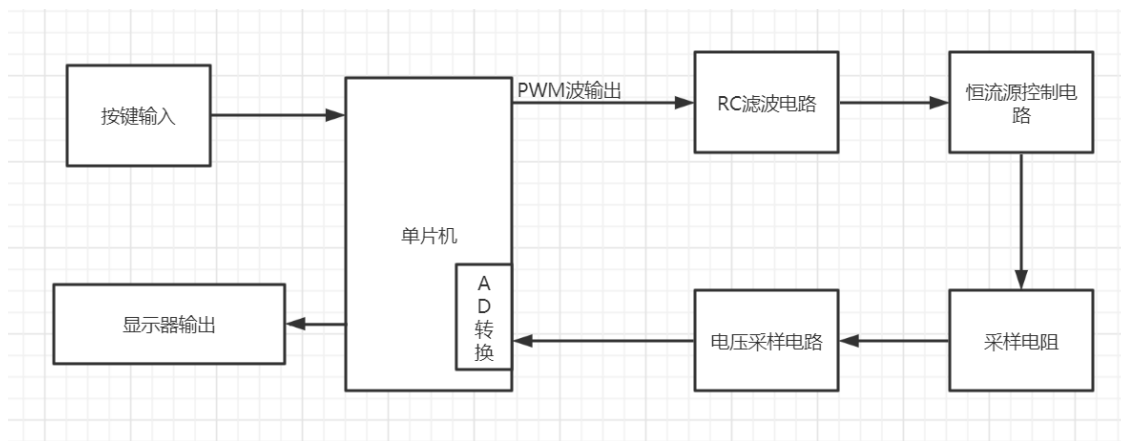 按键输入
PWM波输出
RC滤波电路
恒流源控制电
路
单片机
A
D
转
换
显示器输出
电压采样电路
采样电阻